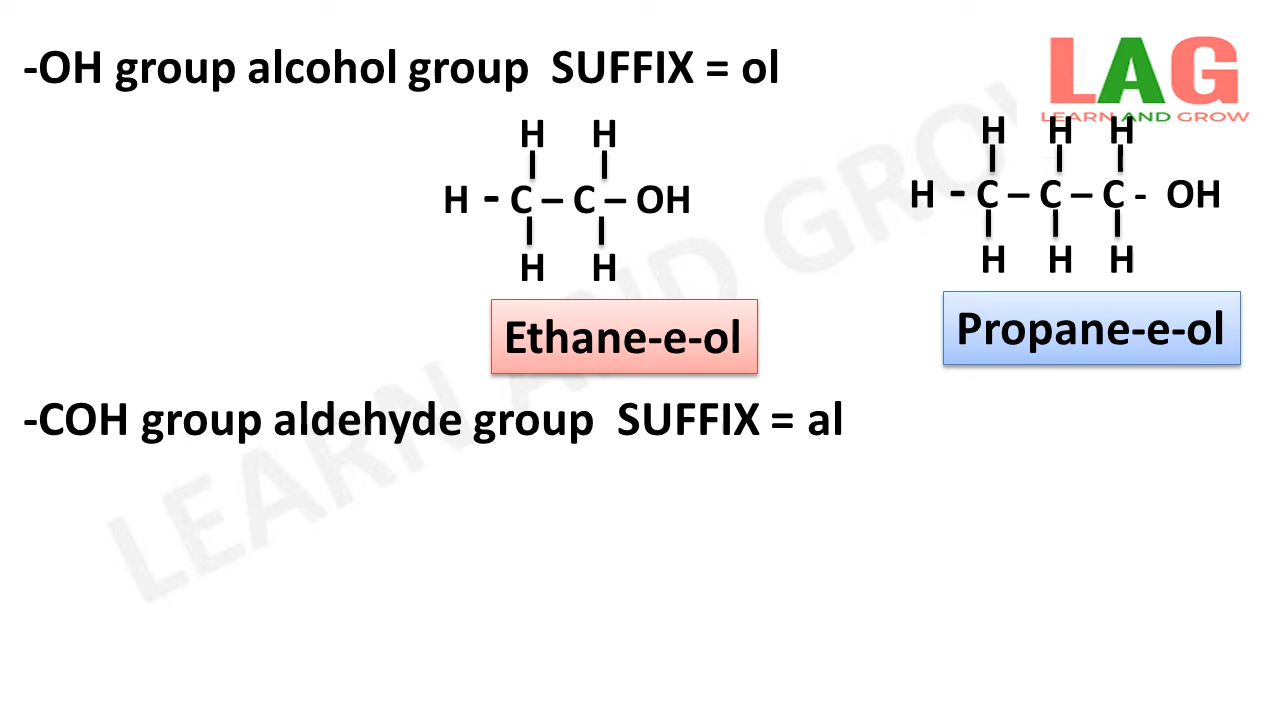 -OH group alcohol group  SUFFIX = ol
LAG
LEARN AND GROW
H H
H - C – C – OH
H H
Ethane-e-ol
H H H
H - C – C – C - OH
H H H
Propane-e-ol
-COH group aldehyde group  SUFFIX = al
LEARN AND GROW